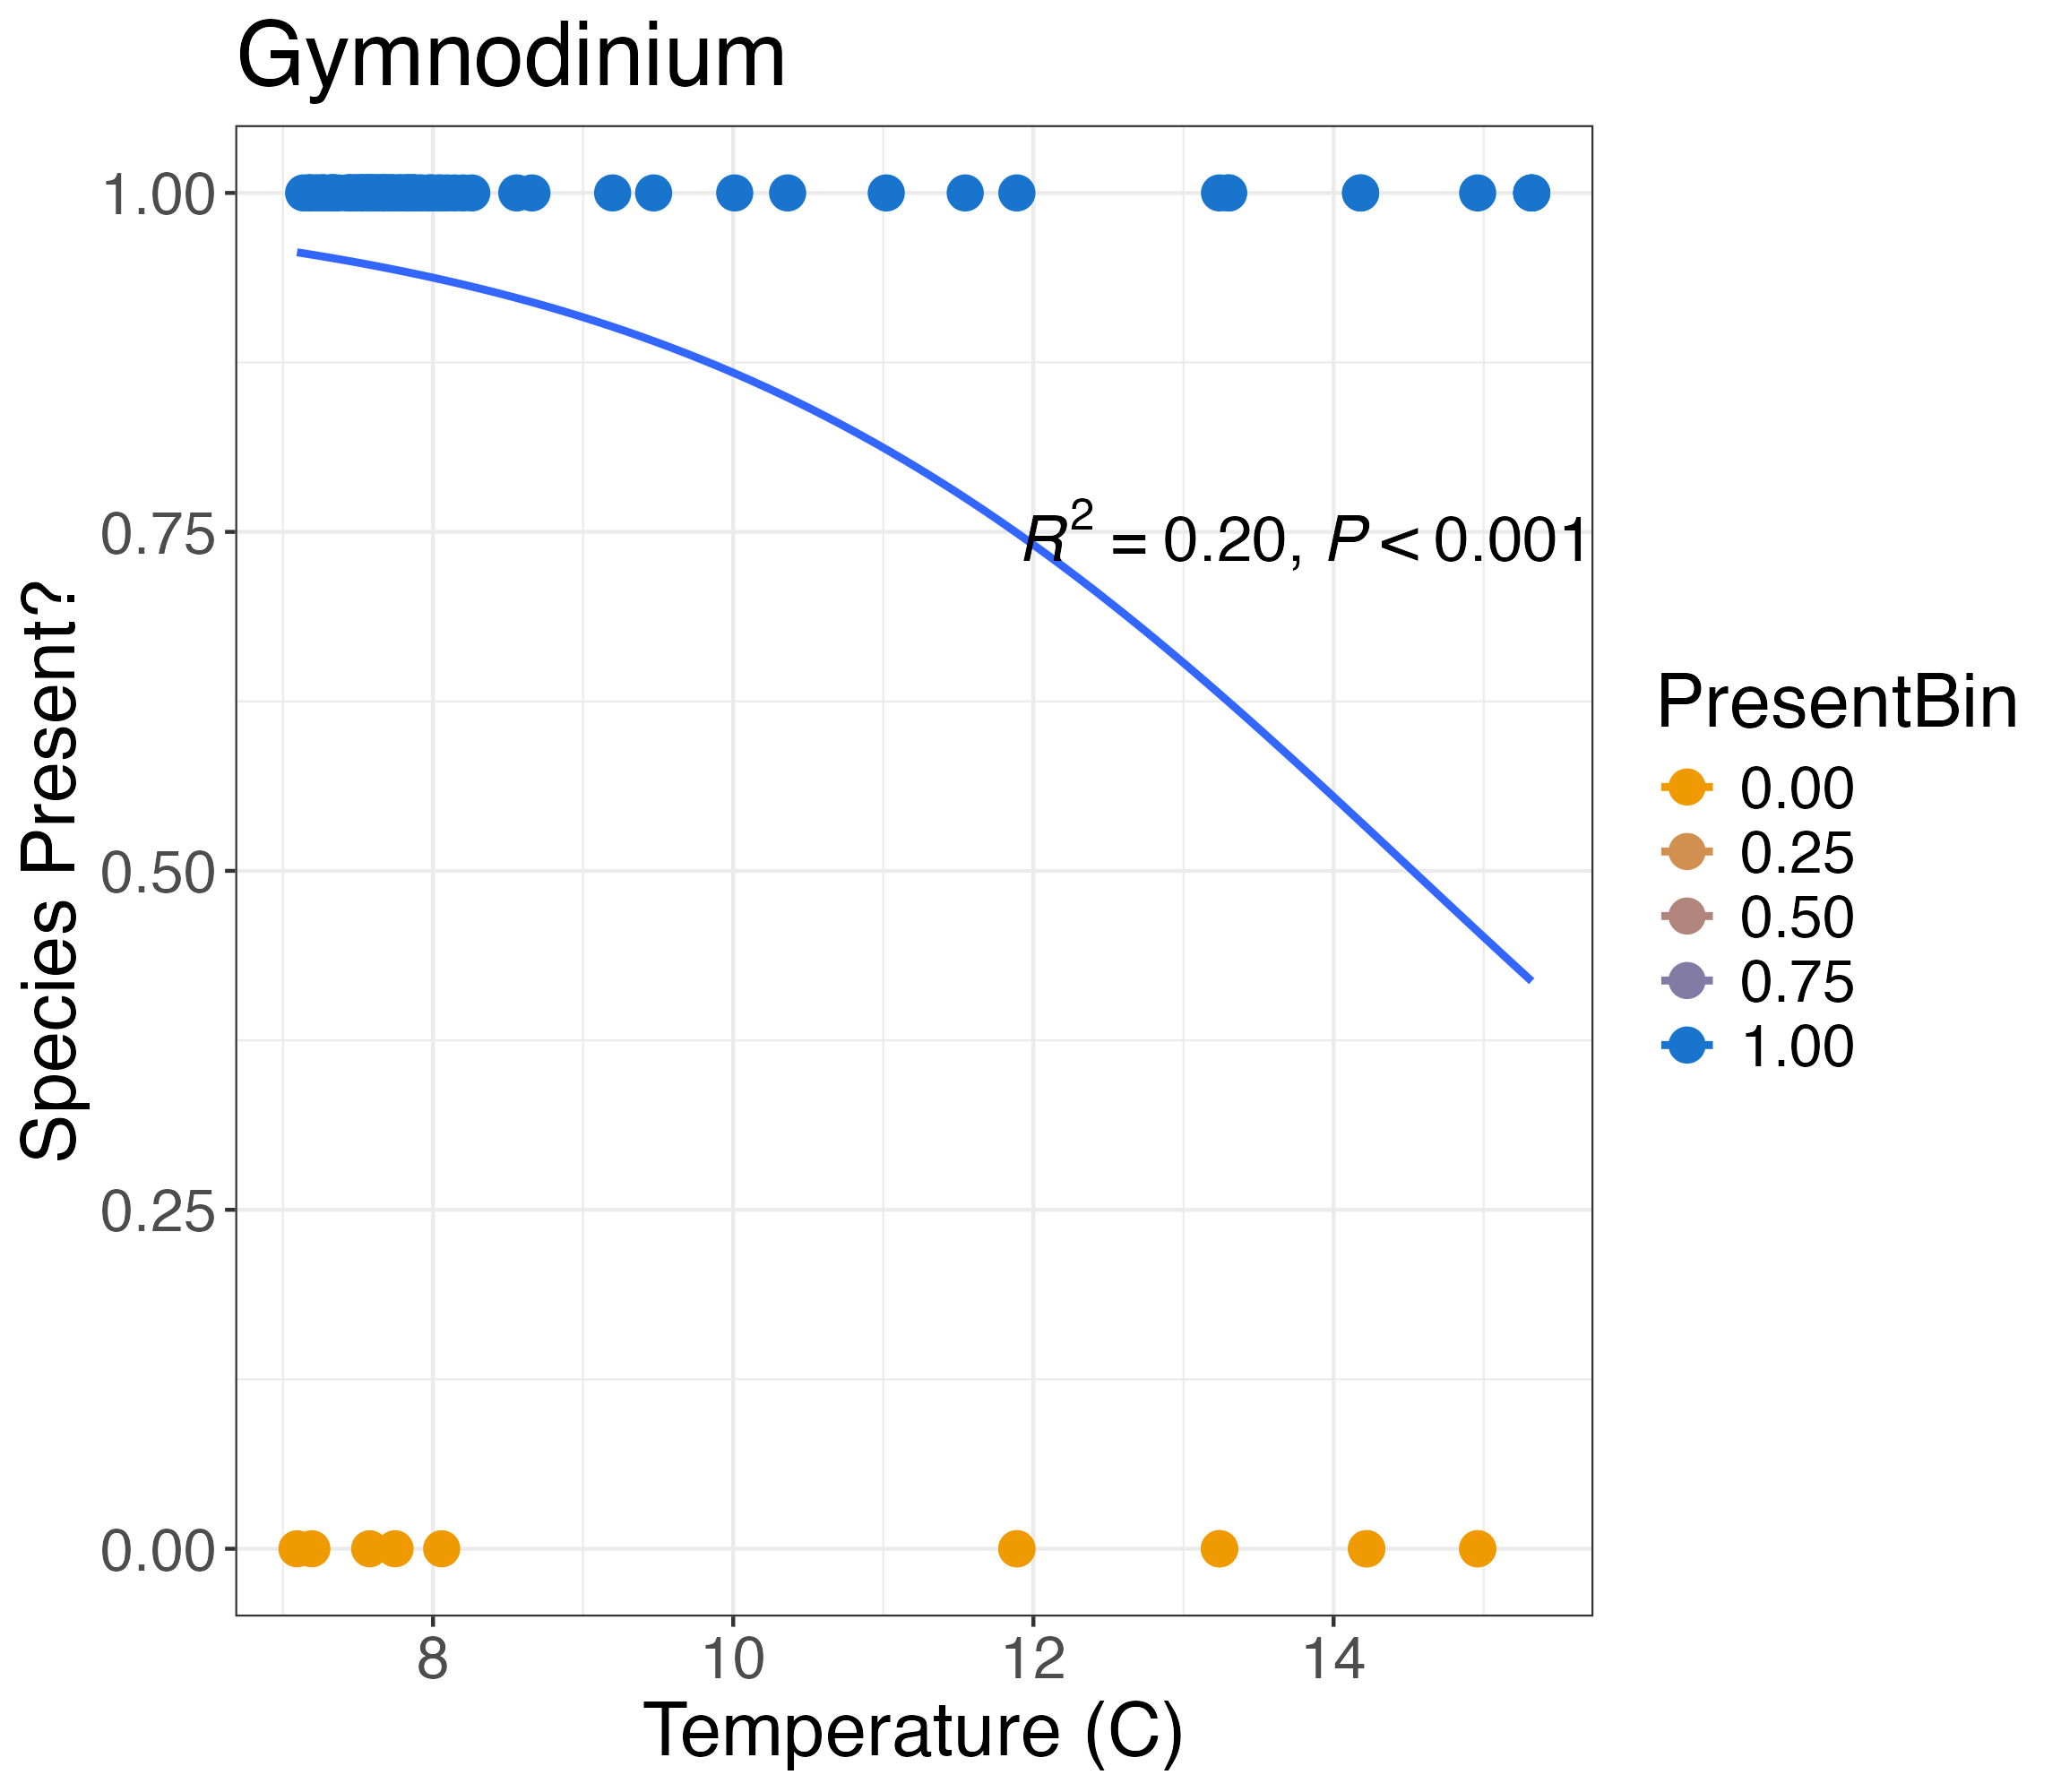 Gymnodinium
1.00
0.75
0.50
0.25
0.00
Species Present?
R² = 0.20, P < 0.001
8 10 12 14
Temperature (C)
PresentBin
0.00
0.25
0.50
0.75
1.00